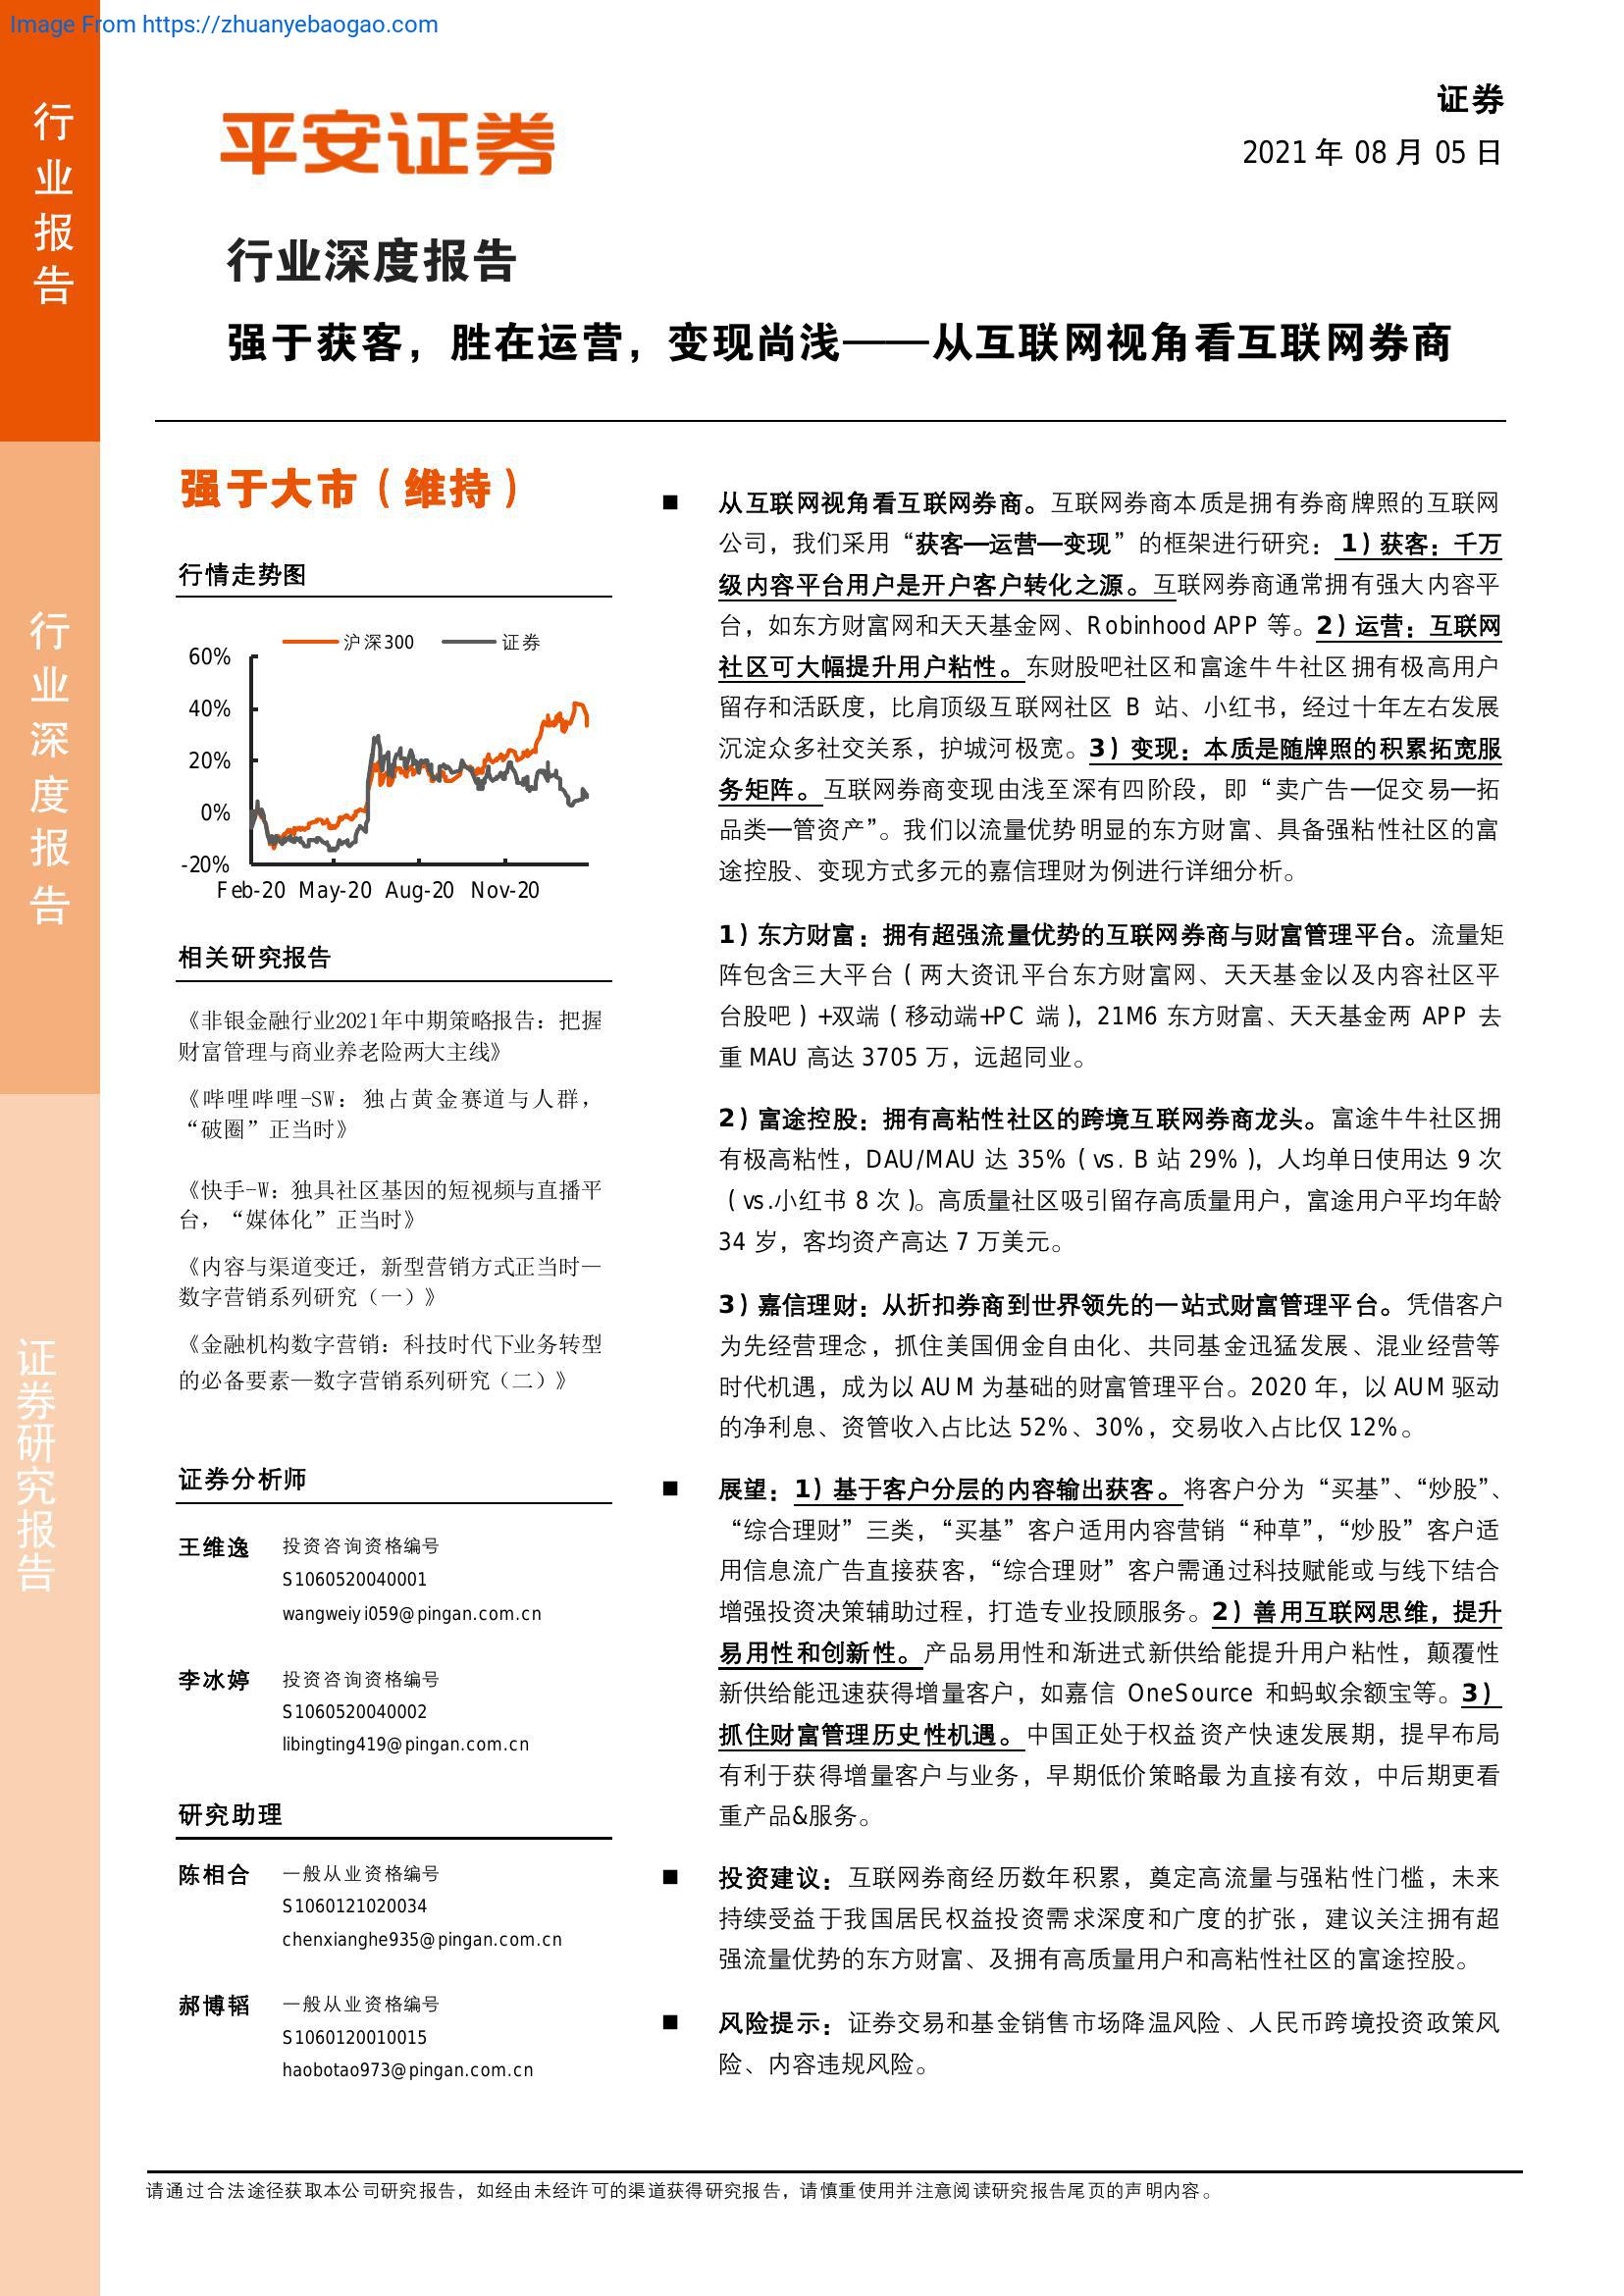 Image From https://zhuanyebaogao.com
行业报告
行业深度报告
证券研究报告
平安证券
证券
2021 年 08 月 05 日
行业深度报告
强于获客，胜在运营，变现尚浅——从互联网视角看互联网券商
强于大市（维持）
行情走势图
沪深300 证券
60%
40%
20%
0%
-20%
Feb-20 May-20 Aug-20 Nov-20
相关研究报告
《非银金融行业2021年中期策略报告：把握
财富管理与商业养老险两大主线》
《哔哩哔哩-SW：独占黄金赛道与人群，
“破圈”正当时》
《快手-W：独具社区基因的短视频与直播平
台，“媒体化”正当时》
《内容与渠道变迁，新型营销方式正当时—
数字营销系列研究（一）》
《金融机构数字营销：科技时代下业务转型
的必备要素—数字营销系列研究（二）》
证券分析师
王维逸 投资咨询资格编号
S1060520040001
wangweiyi059@pingan.com.cn
李冰婷 投资咨询资格编号
S1060520040002
libingting419@pingan.com.cn
研究助理
陈相合 一般从业资格编号
S1060121020034
chenxianghe935@pingan.com.cn
郝博韬 一般从业资格编号
S1060120010015
haobotao973@pingan.com.cn
■ 从互联网视角看互联网券商。互联网券商本质是拥有券商牌照的互联网
公司，我们采用“获客—运营—变现”的框架进行研究：1）获客：千万
级内容平台用户是开户客户转化之源。互联网券商通常拥有强大内容平
台，如东方财富网和天天基金网、Robinhood APP 等。2）运营：互联网
社区可大幅提升用户粘性。东财股吧社区和富途牛牛社区拥有极高用户
留存和活跃度，比肩顶级互联网社区 B 站、小红书，经过十年左右发展
沉淀众多社交关系，护城河极宽。3）变现：本质是随牌照的积累拓宽服
务矩阵。互联网券商变现由浅至深有四阶段，即“卖广告—促交易—拓
品类—管资产”。我们以流量优势明显的东方财富、具备强粘性社区的富
途控股、变现方式多元的嘉信理财为例进行详细分析。
1）东方财富：拥有超强流量优势的互联网券商与财富管理平台。流量矩
阵包含三大平台（两大资讯平台东方财富网、天天基金以及内容社区平
台股吧）+双端（移动端+PC 端），21M6 东方财富、天天基金两 APP 去
重 MAU 高达 3705 万，远超同业。
2）富途控股：拥有高粘性社区的跨境互联网券商龙头。富途牛牛社区拥
有极高粘性，DAU/MAU 达 35%（vs. B 站 29%），人均单日使用达 9 次
（vs.小红书 8 次）。高质量社区吸引留存高质量用户，富途用户平均年龄
34 岁，客均资产高达 7 万美元。
3）嘉信理财：从折扣券商到世界领先的一站式财富管理平台。凭借客户
为先经营理念，抓住美国佣金自由化、共同基金迅猛发展、混业经营等
时代机遇，成为以 AUM 为基础的财富管理平台。2020 年，以 AUM 驱动
的净利息、资管收入占比达 52%、30%，交易收入占比仅 12%。
■ 展望：1）基于客户分层的内容输出获客。将客户分为“买基”、“炒股”、
“综合理财”三类，“买基”客户适用内容营销“种草”，“炒股”客户适
用信息流广告直接获客，“综合理财”客户需通过科技赋能或与线下结合
增强投资决策辅助过程，打造专业投顾服务。2）善用互联网思维，提升
易用性和创新性。产品易用性和渐进式新供给能提升用户粘性，颠覆性
新供给能迅速获得增量客户，如嘉信 OneSource 和蚂蚁余额宝等。3）
抓住财富管理历史性机遇。中国正处于权益资产快速发展期，提早布局
有利于获得增量客户与业务，早期低价策略最为直接有效，中后期更看
重产品&服务。
■ 投资建议：互联网券商经历数年积累，奠定高流量与强粘性门槛，未来
持续受益于我国居民权益投资需求深度和广度的扩张，建议关注拥有超
强流量优势的东方财富、及拥有高质量用户和高粘性社区的富途控股。
■ 风险提示：证券交易和基金销售市场降温风险、人民币跨境投资政策风
险、内容违规风险。
请通过合法途径获取本公司研究报告，如经由未经许可的渠道获得研究报告，请慎重使用并注意阅读研究报告尾页的声明内容。